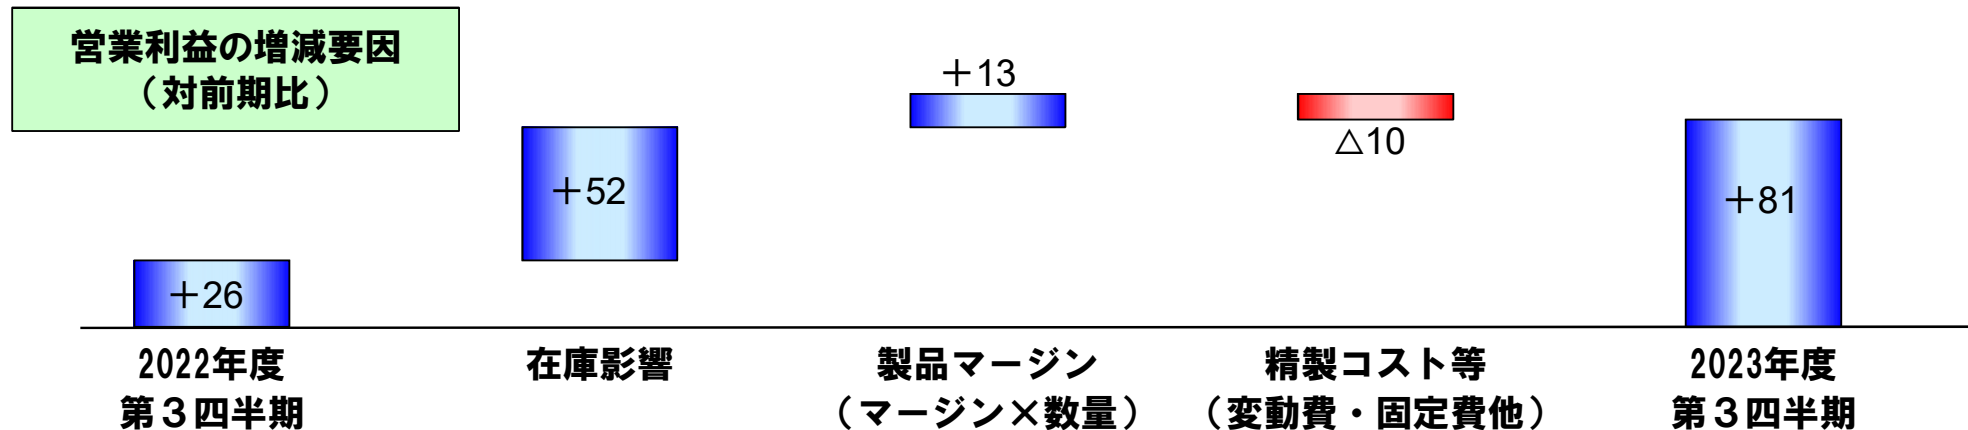 営業利益の増減要因
（対前期比）
+26
+52
+13
△10
+81
2022年度
第３四半期
在庫影響
製品マージン
（マージン×数量）
精製コスト等
（変動費・固定費他）
2023年度
第３四半期